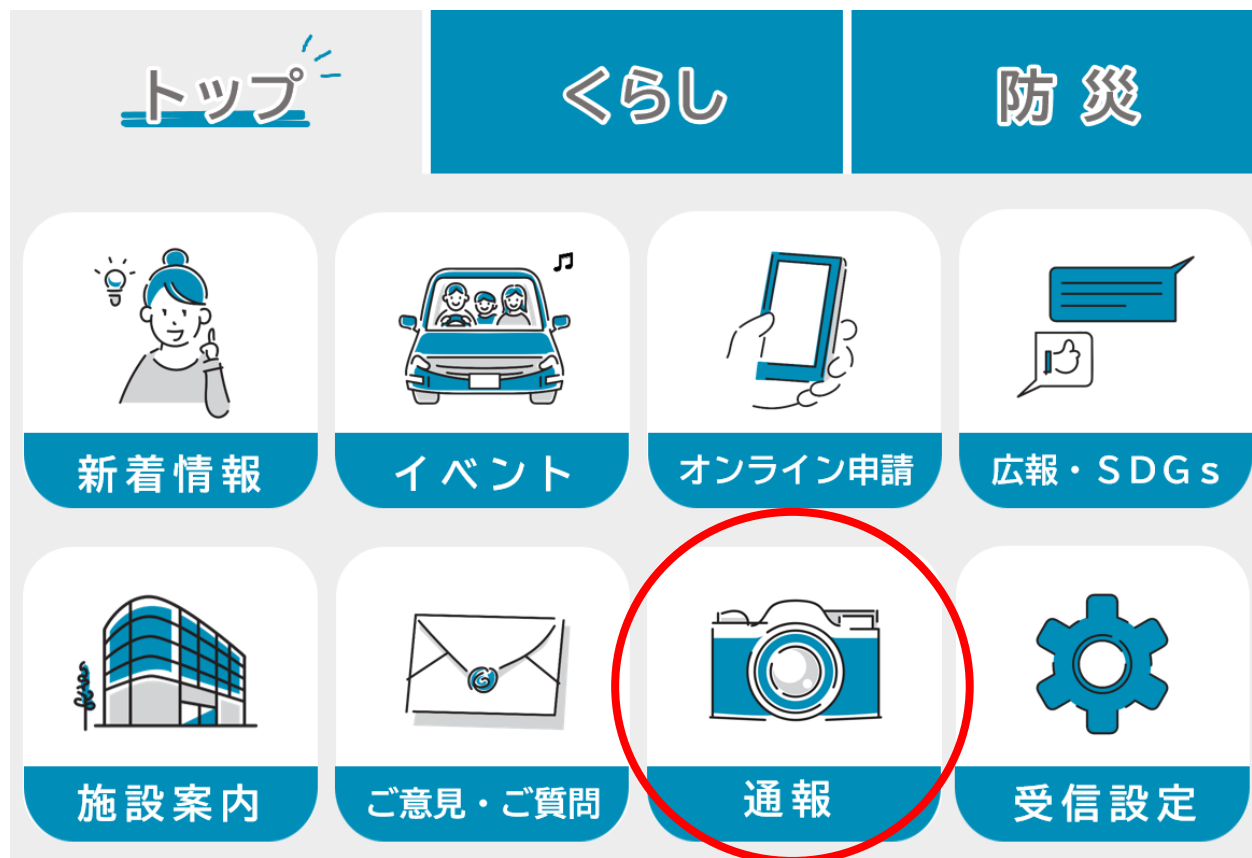 トップ
くらし
防災
新着情報
イベント
オンライン申請
広報・ＳＤＧｓ
施設案内
ご意見・ご質問
通報
受信設定